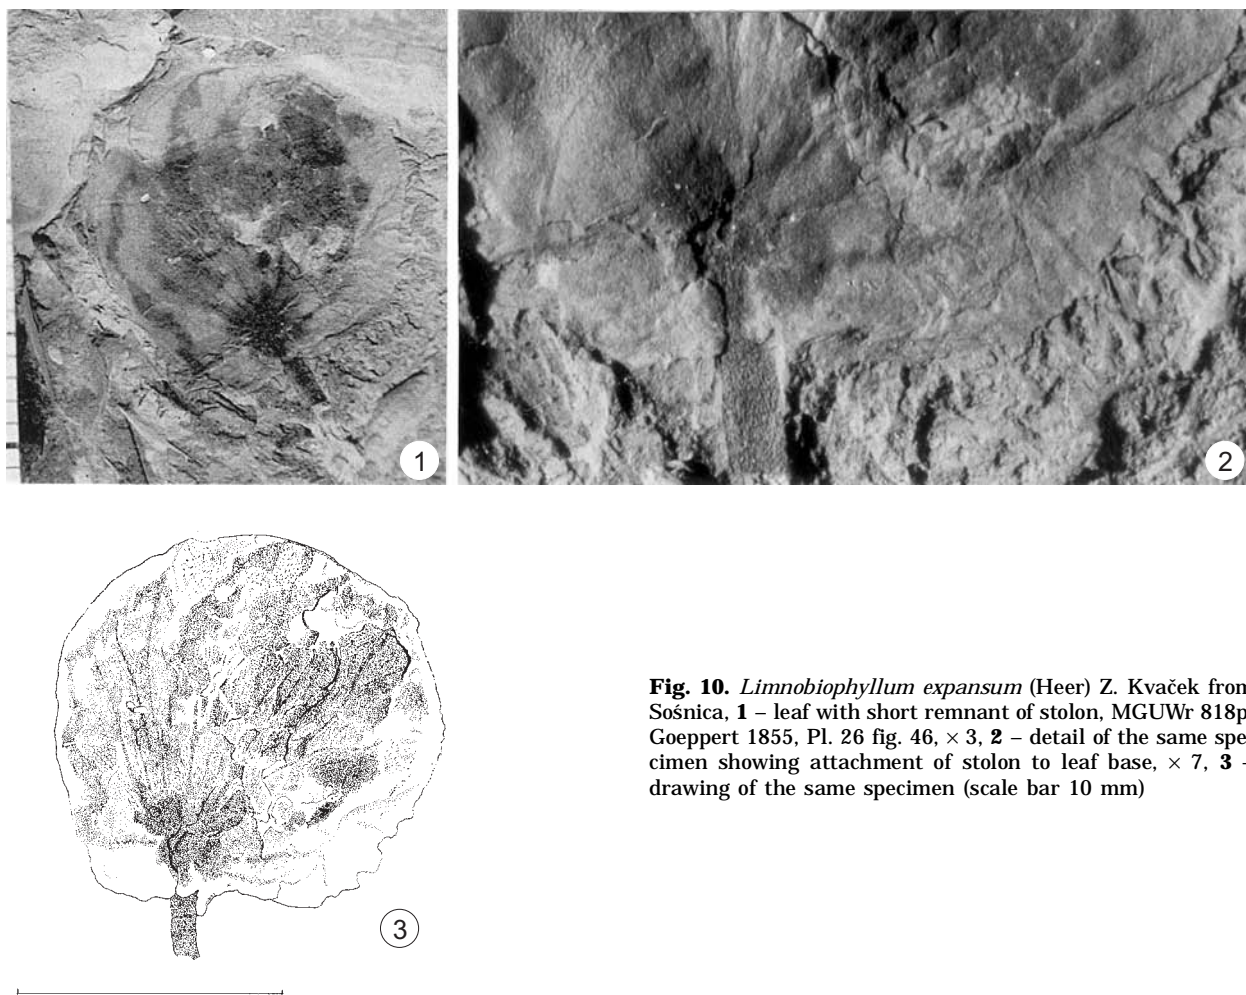 1
2
3
Fig. 10. Limnobiophyllum expansum (Heer) Z. Kvaček from
Sośnica, 1 – leaf with short remnant of stolon, MGUWr 818p
Goeppert 1855, Pl. 26 fig. 46, × 3, 2 – detail of the same spe
cimen showing attachment of stolon to leaf base, × 7, 3 -
drawing of the same specimen (scale bar 10 mm)